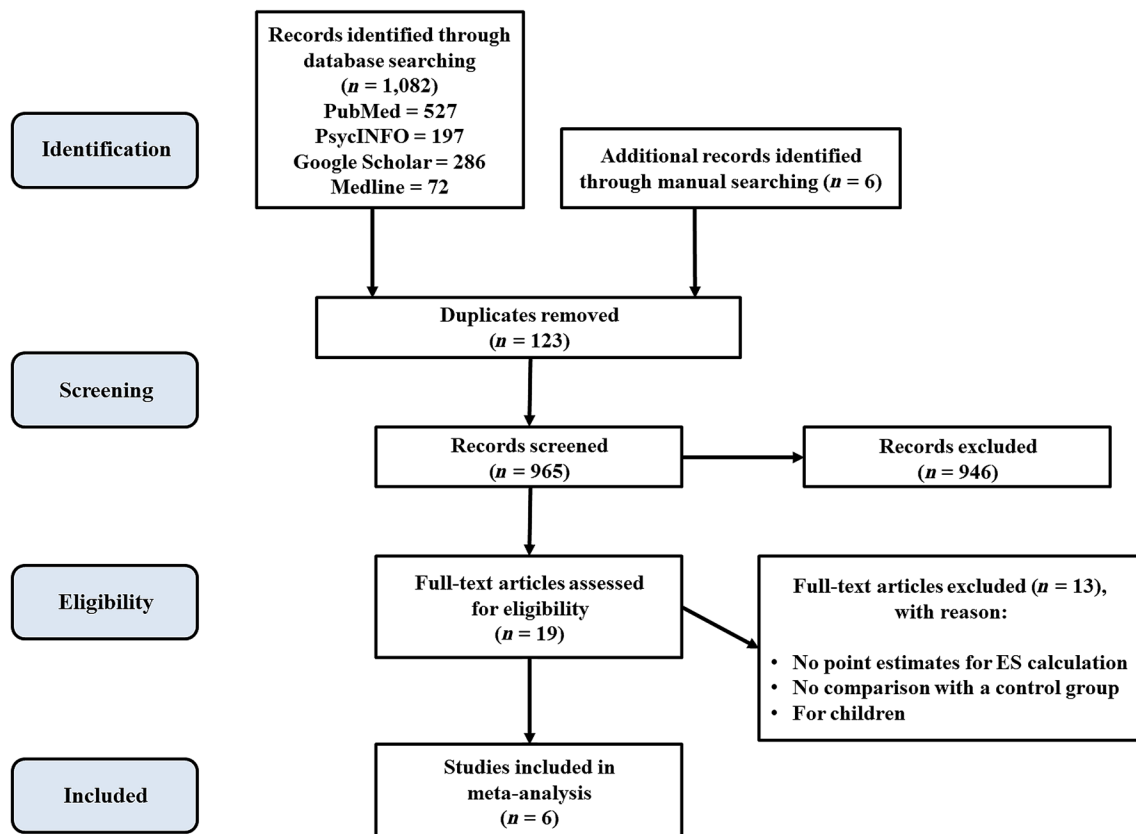 Identification
Records identified through
database searching
(n = 1,082)
PubMed = 527
PsycINFO = 197
Google Scholar = 286
Medline = 72
Additional records identified
through manual searching (n = 6)
Duplicates removed
(n = 123)
Screening
Records screened
(n = 965)
Records excluded
(n = 946)
Eligibility
Full-text articles assessed
for eligibility
(n = 19)
Full-text articles excluded (n = 13),
with reason:
• No point estimates for ES calculation
• No comparison with a control group
• For children
Included
Studies included in
meta-analysis
(n = 6)